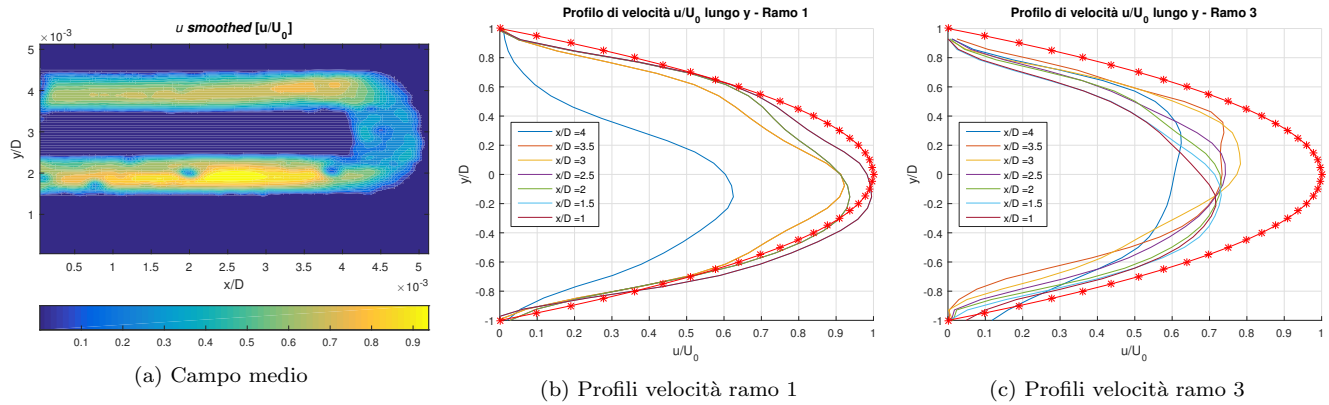 u smoothed [u/U0]
×10-3
5
4
3
2
1
y/D
0.5 1 1.5 2 2.5 3 3.5 4 4.5 5
x/D
×10-3
0.1 0.2 0.3 0.4 0.5 0.6 0.7 0.8 0.9
(a) Campo medio
Profilo di velocità u/U0 lungo y - Ramo 1
1
0.8
0.6
0.4
0.2
0
-0.2
-0.4
-0.6
-0.8
-1
y/D
x/D =4
x/D =3.5
x/D =3
x/D =2.5
x/D =2
x/D =1.5
x/D =1
0 0.1 0.2 0.3 0.4 0.5 0.6 0.7 0.8 0.9 1
u/U0
(b) Profili velocità ramo 1
Profilo di velocità u/U0 lungo y - Ramo 3
1
0.8
0.6
0.4
0.2
0
-0.2
-0.4
-0.6
-0.8
-1
y/D
x/D =4
x/D =3.5
x/D =3
x/D =2.5
x/D =2
x/D =1.5
x/D =1
0 0.1 0.2 0.3 0.4 0.5 0.6 0.7 0.8 0.9 1
u/U0
(c) Profili velocità ramo 3